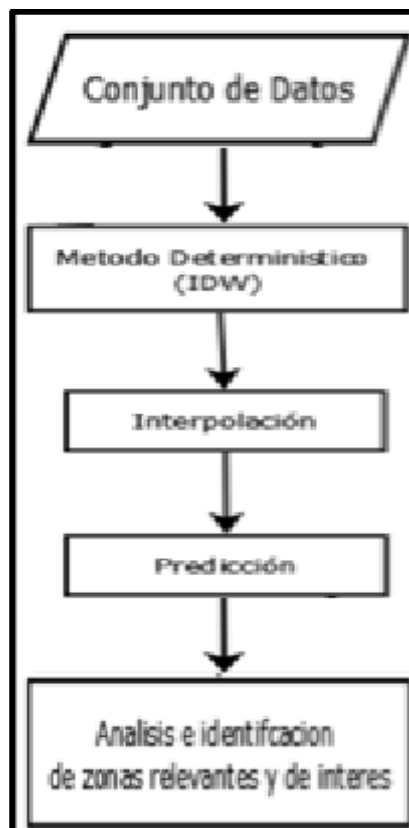 Conjunto de Datos
Metodo Deterministico
(IDW)
Interpolación
Predicción
Analisis e identifcacion
de zonas relevantes y de interes